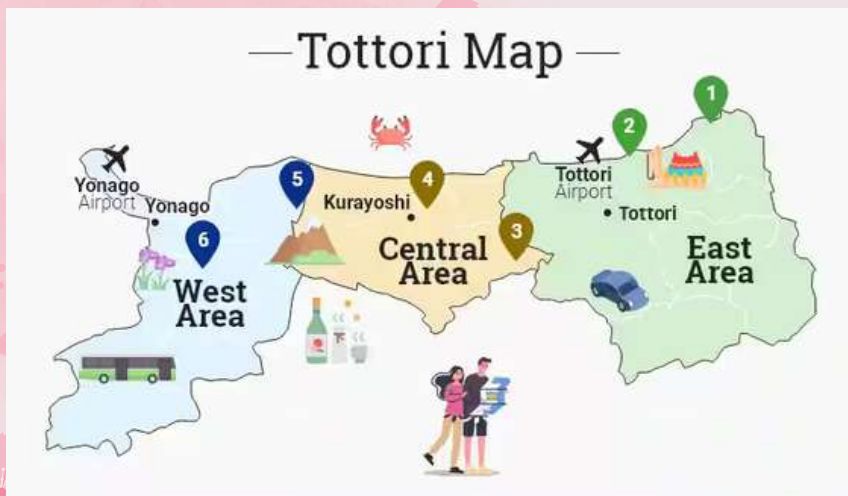 Tottori Map
1
2
Tottori
Airport
Yonago
Airport
Yonago
5
4
Kurayoshi
Tottori
3
6
Central
Area
East
Area
West
Area